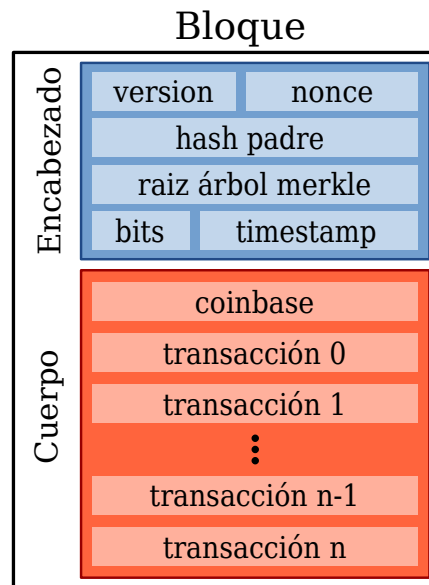 Bloque
Encabezado
version nonce
hash padre
raiz árbol merkle
bits timestamp
Cuerpo
coinbase
transacción 0
transacción 1
transacción n-1
transacción n